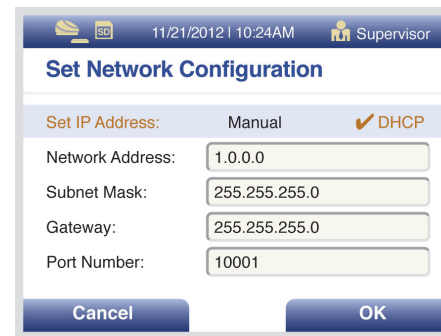 SD 11/21/2012 | 10:24AM Supervisor
Set Network Configuration
Set IP Address: Manual ✔ DHCP
Network Address: 1.0.0.0
Subnet Mask: 255.255.255.0
Gateway: 255.255.255.0
Port Number: 10001
Cancel OK